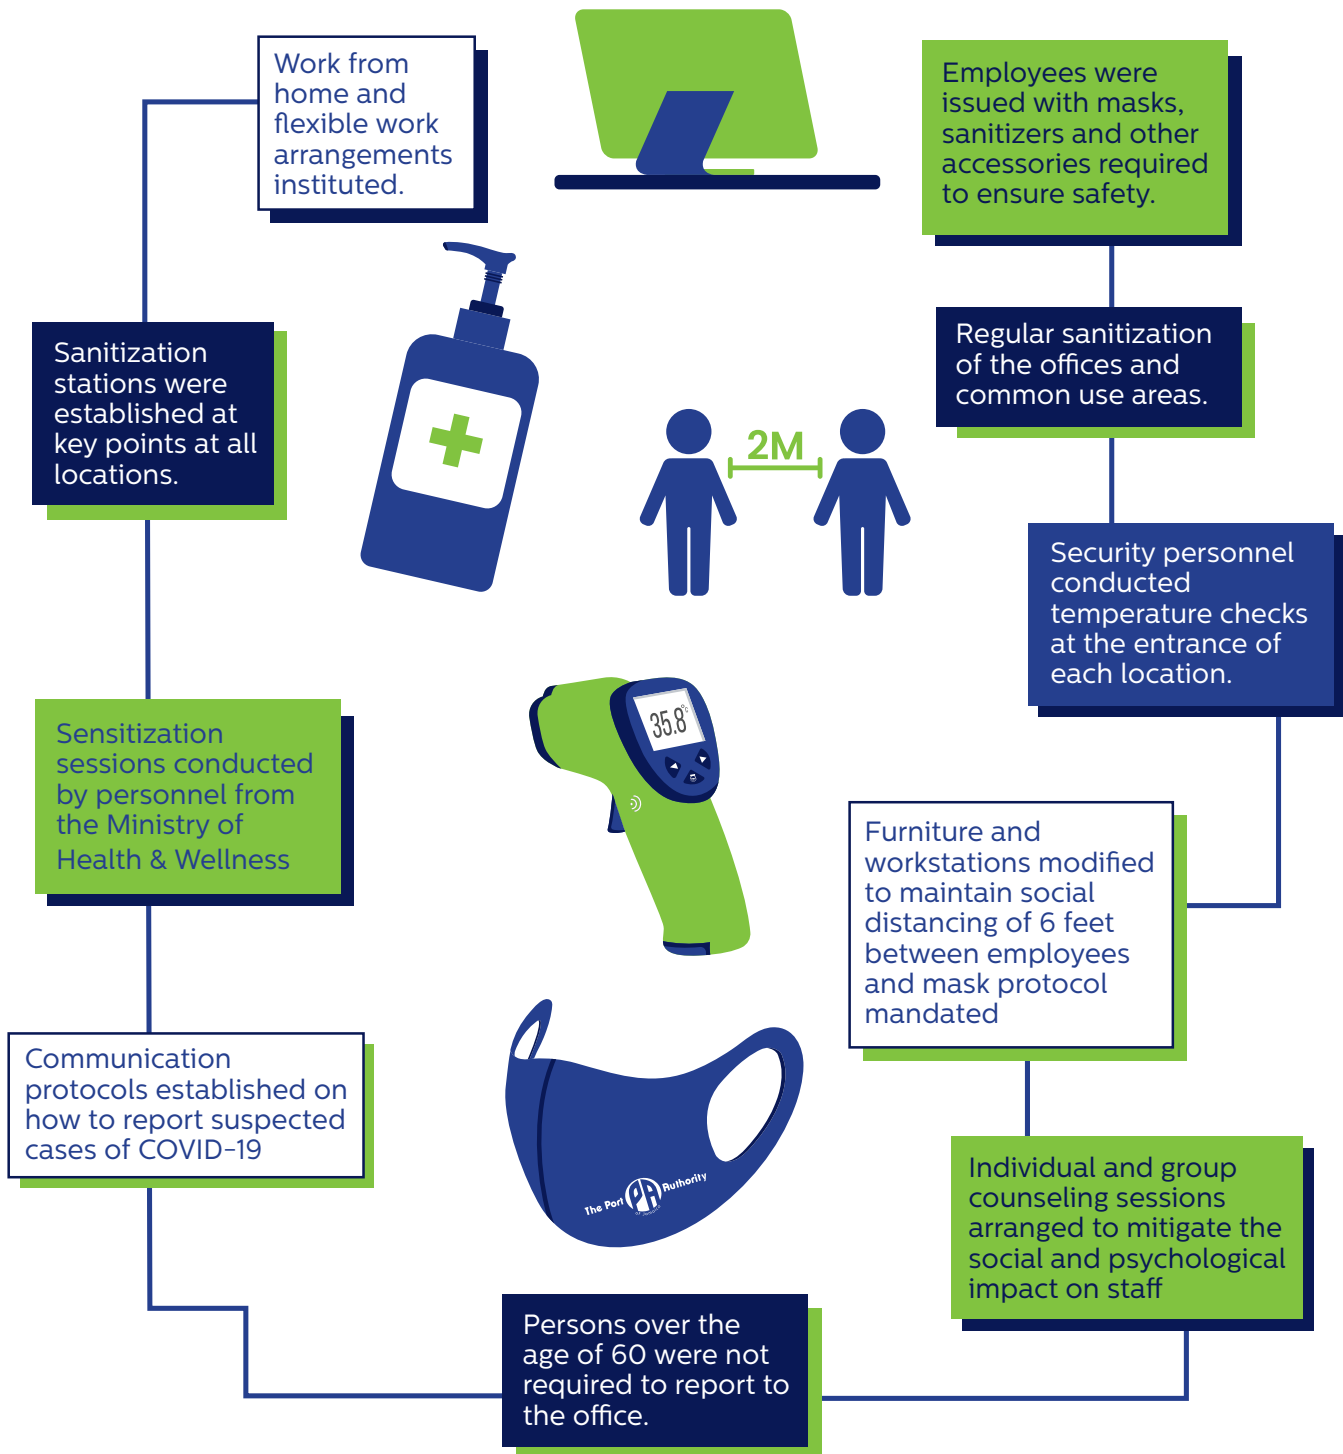 Work from
home and
flexible work
arrangements
instituted.
Employees were
issued with masks,
sanitizers and other
accessories required
to ensure safety.
Sanitization
stations were
established at
key points at all
locations.
Regular sanitization
of the offices and
common use areas.
2M
Security personnel
conducted
temperature checks
at the entrance of
each location.
35.8°c
Sensitization
sessions conducted
by personnel from
the Ministry of
Health & Wellness
Furniture and
workstations modified
to maintain social
distancing of 6 feet
between employees
and mask protocol
mandated
Communication
protocols established on
how to report suspected
cases of COVID-19
The Port PA Authority
Individual and group
counseling sessions
arranged to mitigate the
social and psychological
impact on staff
Persons over the
age of 60 were not
required to report to
the office.